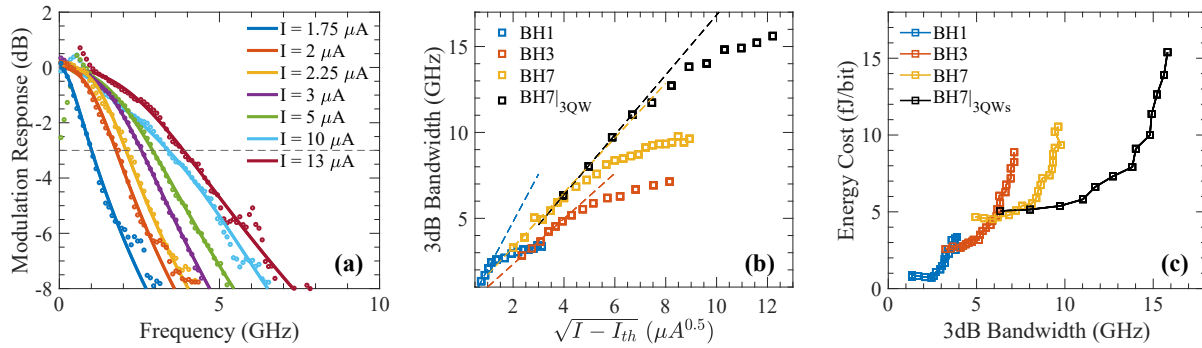 2
0
-2
-4
-6
-8
Modulation Response (dB)
I = 1.75 μA
I = 2 μA
I = 2.25 μA
I = 3 μA
I = 5 μA
I = 10 μA
I = 13 μA
(a)
0
5
10
Frequency (GHz)
15
10
5
3dB Bandwidth (GHz)
BH1
BH3
BH7
BH7|3QW
(b)
2
4
6
8
10
12
√I − Ith (μA^0.5)
20
15
10
5
0
Energy Cost (fJ/bit)
BH1
BH3
BH7
BH7|3QWs
(c)
0
5
10
15
3dB Bandwidth (GHz)